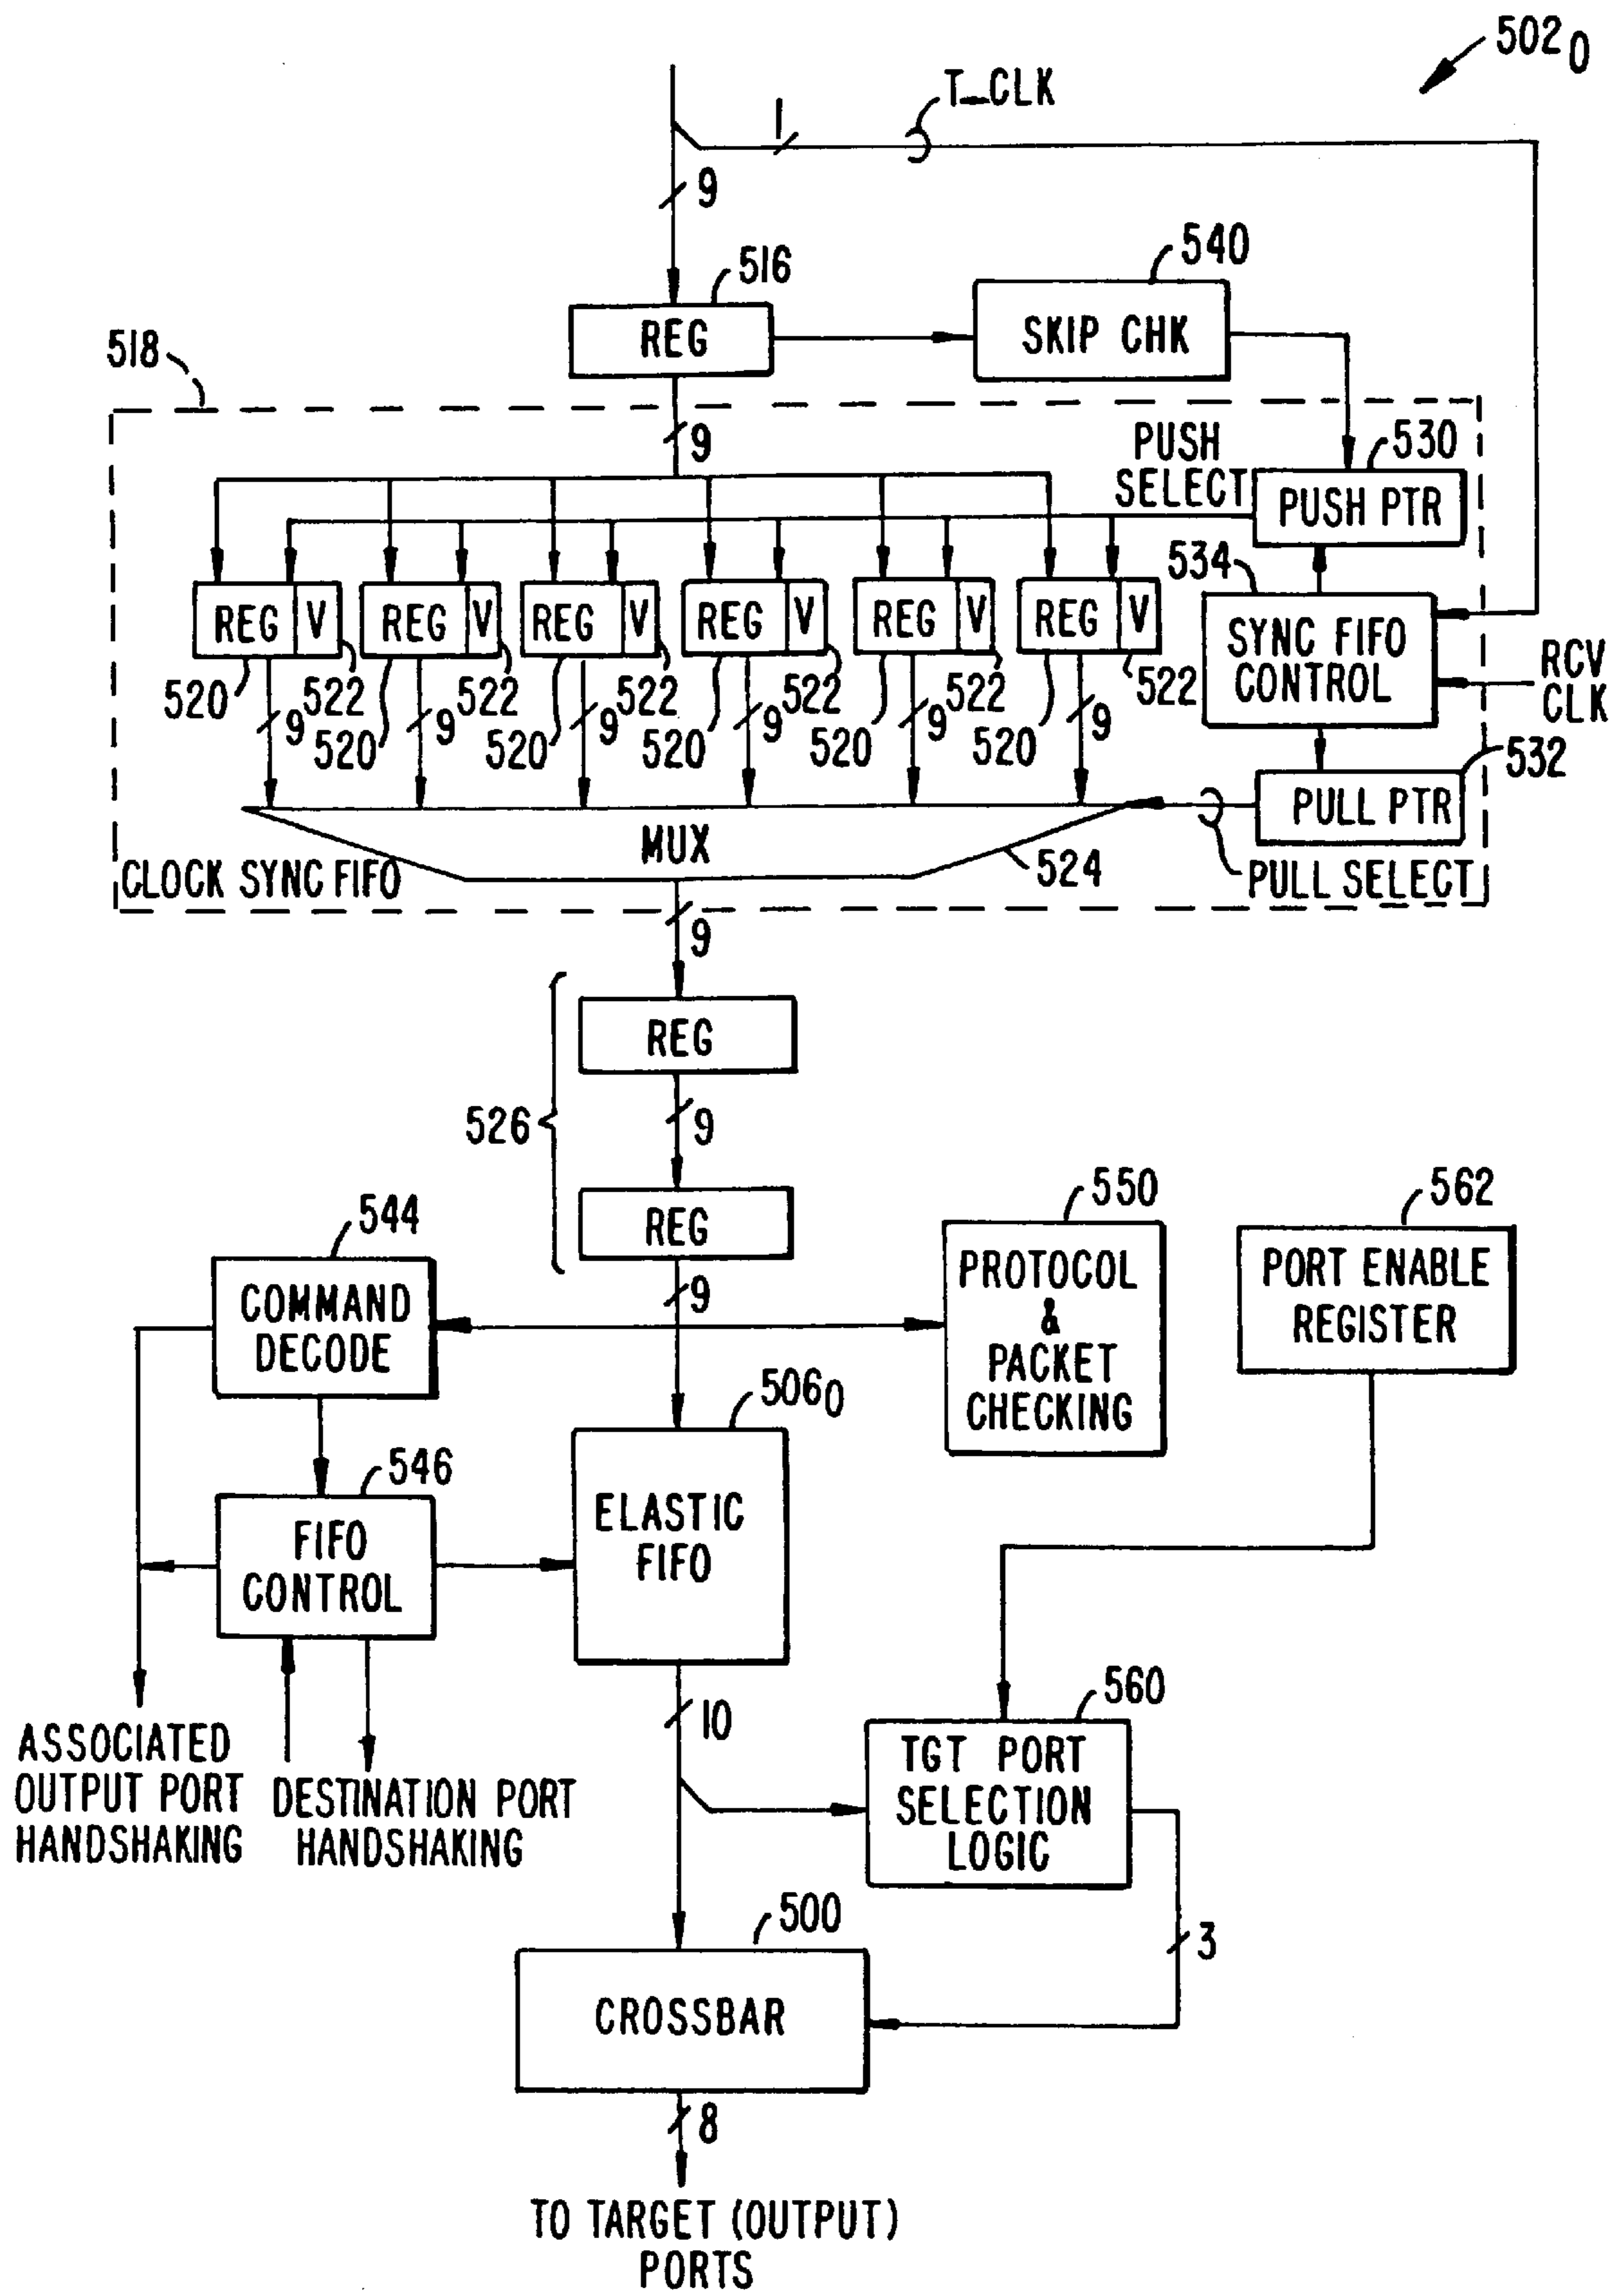 502₀
T_CLK
1
9
516
540
REG
SKIP CHK
518
9
PUSH
SELECT
530
PUSH PTR
534
REG V REG V REG V REG V REG V REG V
SYNC FIFO
CONTROL
RCV
CLK
520 522 520 522 520 522 520 522 520 522 520 522
9 9 9 9 9 9
532
PULL PTR
MUX
524
CLOCK SYNC FIFO
PULL SELECT
9
REG
526
9
REG
9
544
COMMAND
DECODE
550
PROTOCOL
&
PACKET
CHECKING
562
PORT ENABLE
REGISTER
506₀
ELASTIC
FIFO
546
FIFO
CONTROL
10
560
TGT PORT
SELECTION
LOGIC
ASSOCIATED
OUTPUT PORT
HANDSHAKING
DESTINATION PORT
HANDSHAKING
500
3
CROSSBAR
8
TO TARGET (OUTPUT)
PORTS